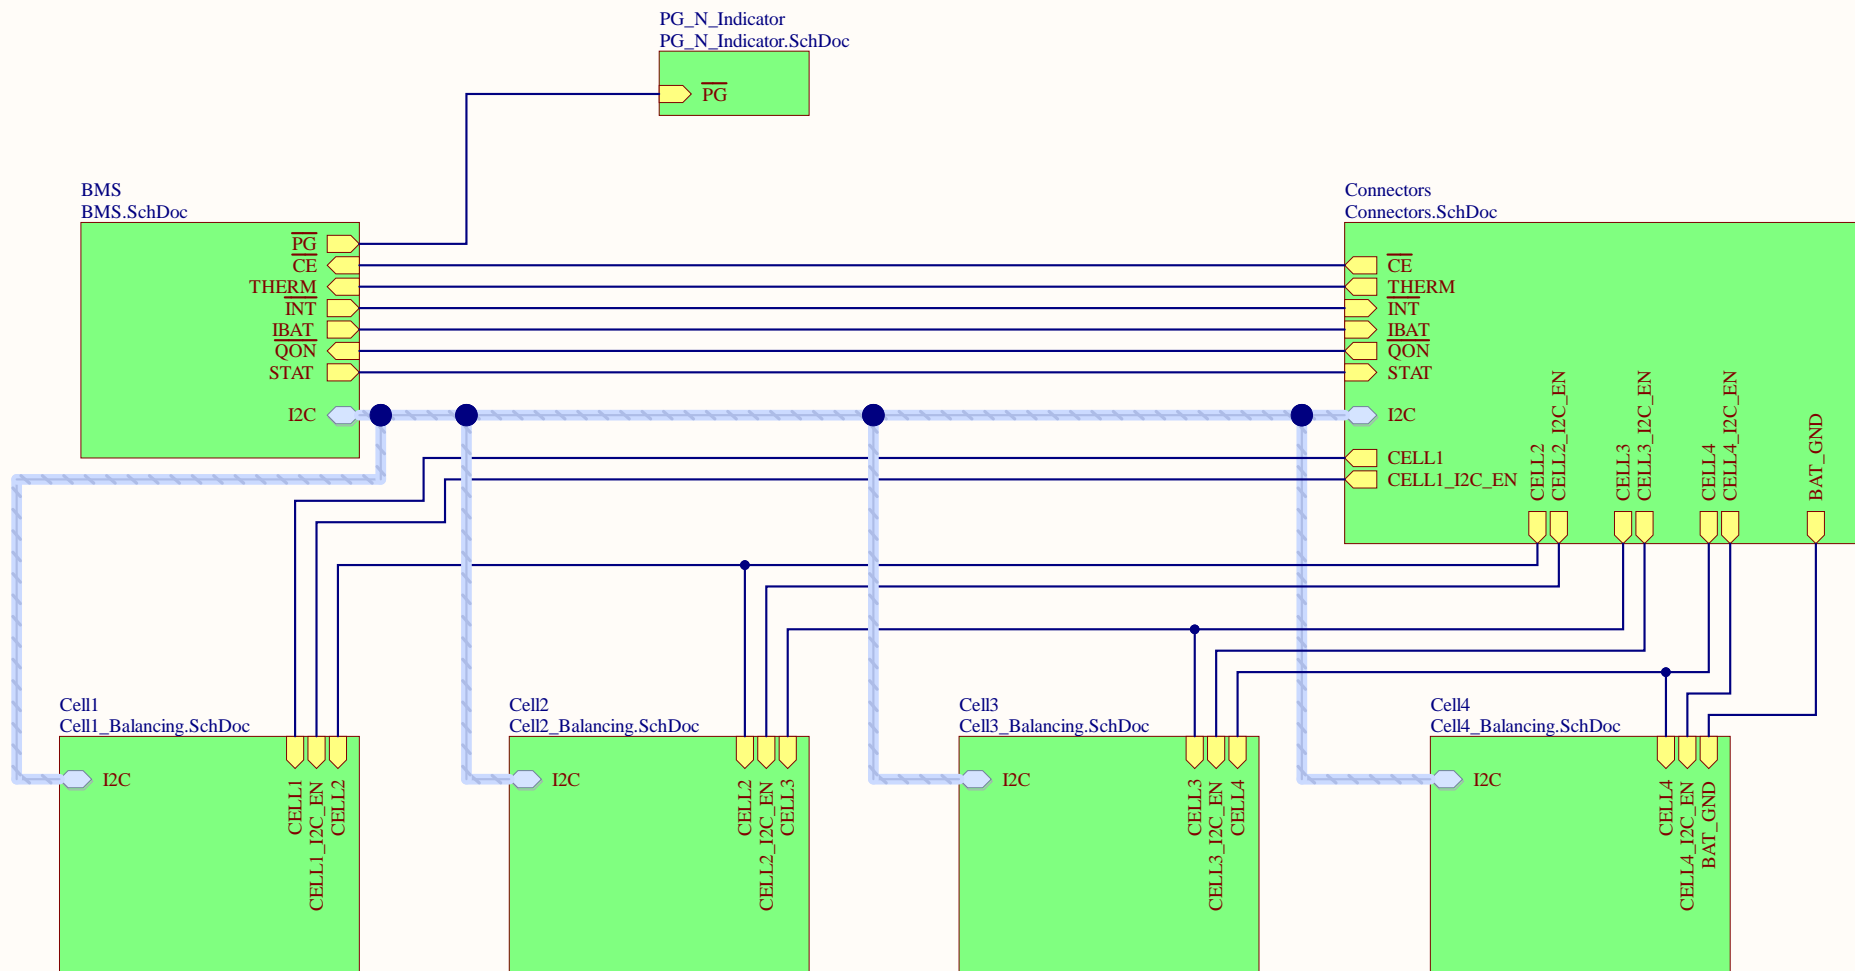 PG_N_Indicator
PG_N_Indicator.SchDoc
PG
BMS
BMS.SchDoc
PG
CE
THERM
INT
IBAT
QON
STAT
I2C
Connectors
Connectors.SchDoc
CE
THERM
INT
IBAT
QON
STAT
I2C
CELL1
CELL1_I2C_EN
CELL2
CELL2_I2C_EN
CELL3
CELL3_I2C_EN
CELL4
CELL4_I2C_EN
BAT_GND
Cell1
Cell1_Balancing.SchDoc
I2C
CELL1
CELL1_I2C_EN
CELL2
Cell2
Cell2_Balancing.SchDoc
I2C
CELL2
CELL2_I2C_EN
CELL3
Cell3
Cell3_Balancing.SchDoc
I2C
CELL3
CELL3_I2C_EN
CELL4
Cell4
Cell4_Balancing.SchDoc
I2C
CELL4
CELL4_I2C_EN
BAT_GND